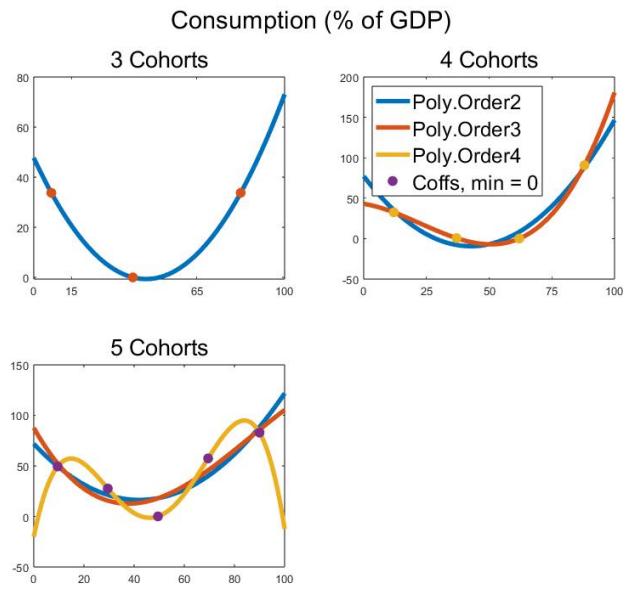 Consumption (% of GDP)
3 Cohorts
80
60
40
20
0
0 15 65 100
4 Cohorts
200
150
100
50
0
-50
0 25 50 75 100
Poly.Order2
Poly.Order3
Poly.Order4
Coffs, min = 0
5 Cohorts
150
100
50
0
-50
0 20 40 60 80 100